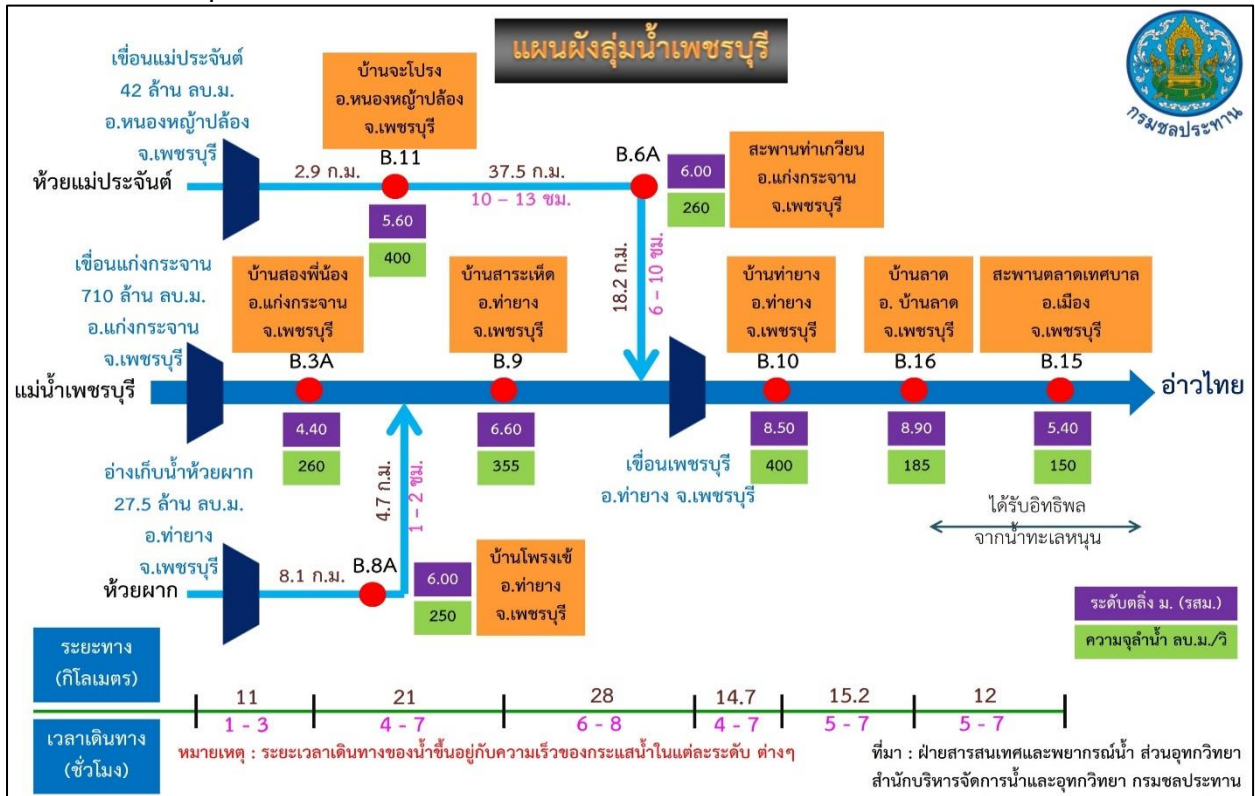 แผนผังลุ่มน้ำเพชรบุรี
กรมชลประทาน
เขื่อนแม่ประจันต์
42 ล้าน ลบ.ม.
อ.หนองหญ้าปล้อง
จ.เพชรบุรี
ห้วยแม่ประจันต์
2.9 ก.ม.
บ้านจะโปรง
อ.หนองหญ้าปล้อง
จ.เพชรบุรี
B.11
5.60
400
37.5 ก.ม.
10 – 13 ชม.
B.6A
6.00
260
สะพานท่าเกวียน
อ.แก่งกระจาน
จ.เพชรบุรี
18.2 ก.ม.
6 – 10 ชม.
เขื่อนแก่งกระจาน
710 ล้าน ลบ.ม.
อ.แก่งกระจาน
จ.เพชรบุรี
แม่น้ำเพชรบุรี
บ้านสองพี่น้อง
อ.แก่งกระจาน
จ.เพชรบุรี
B.3A
4.40
260
บ้านสาระเห็ด
อ.ท่ายาง
จ.เพชรบุรี
B.9
6.60
355
เขื่อนเพชรบุรี
อ.ท่ายาง จ.เพชรบุรี
บ้านท่ายาง
อ.ท่ายาง
จ.เพชรบุรี
B.10
8.50
400
บ้านลาด
อ. บ้านลาด
จ.เพชรบุรี
B.16
8.90
185
สะพานตลาดเทศบาล
อ.เมือง
จ.เพชรบุรี
B.15
5.40
150
อ่าวไทย
ได้รับอิทธิพล
จากน้ำทะเลหนุน
อ่างเก็บน้ำห้วยผาก
27.5 ล้าน ลบ.ม.
อ.ท่ายาง
จ.เพชรบุรี
ห้วยผาก
8.1 ก.ม.
B.8A
4.7 ก.ม.
1 – 2 ชม.
6.00
250
บ้านโพรงเข้
อ.ท่ายาง
จ.เพชรบุรี
ระดับตลิ่ง ม. (รสม.)
ความจุลำน้ำ ลบ.ม./วิ
ระยะทาง
(กิโลเมตร)
11 21 28 14.7 15.2 12
เวลาเดินทาง
(ชั่วโมง)
1 - 3 4 - 7 6 - 8 4 - 7 5 - 7 5 - 7
หมายเหตุ : ระยะเวลาเดินทางของน้ำขึ้นอยู่กับความเร็วของกระแสน้ำในแต่ละระดับ ต่างๆ
ที่มา : ฝ่ายสารสนเทศและพยากรณ์น้ำ ส่วนอุทกวิทยา
สำนักบริหารจัดการน้ำและอุทกวิทยา กรมชลประทาน